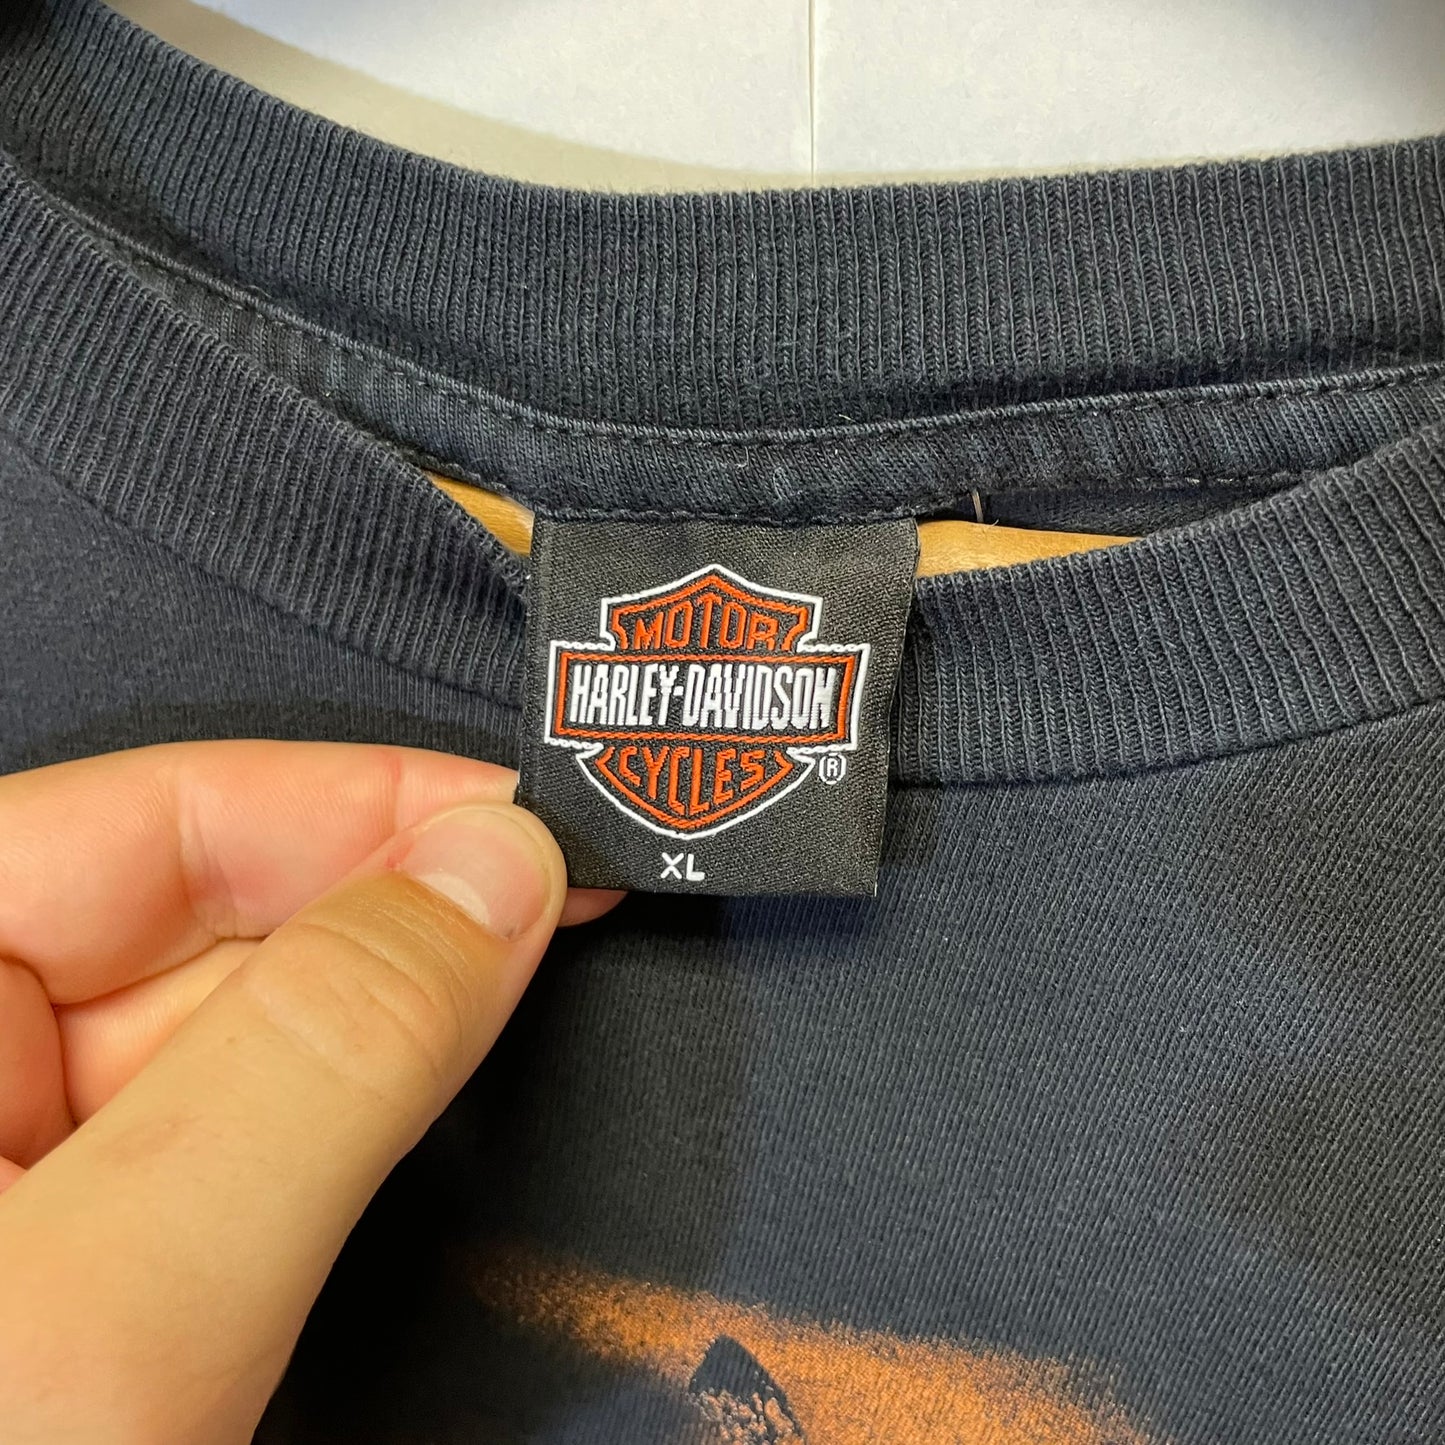 MOTOR
HARLEY-DAVIDSON
CYCLES
®
XL